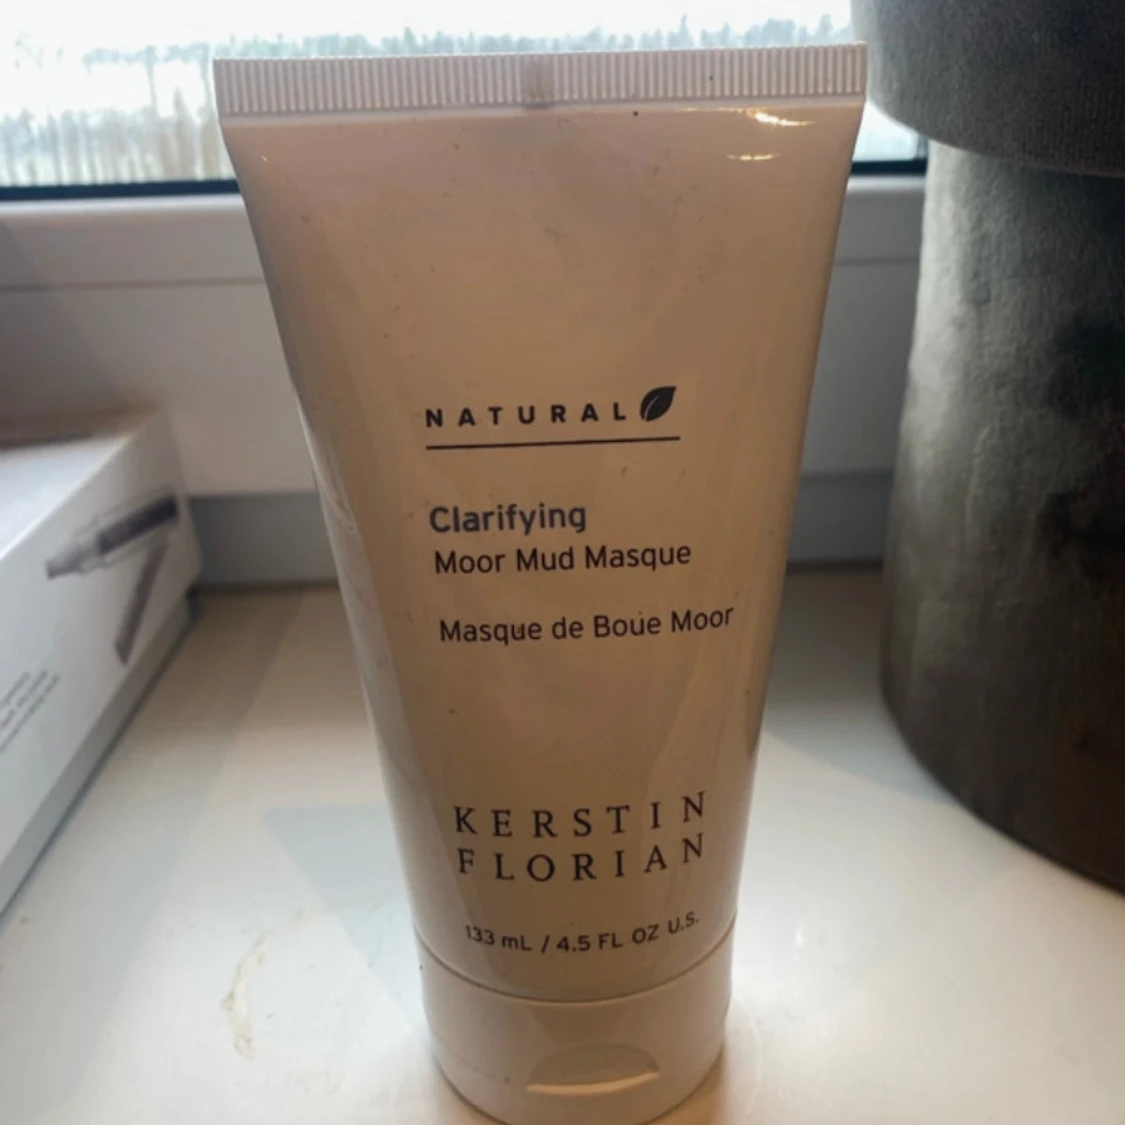 NATURAL
Clarifying
Moor Mud Masque
Masque de Boue Moor
KERSTIN
FLORIAN
133 mL / 4.5 FL OZ U.S.